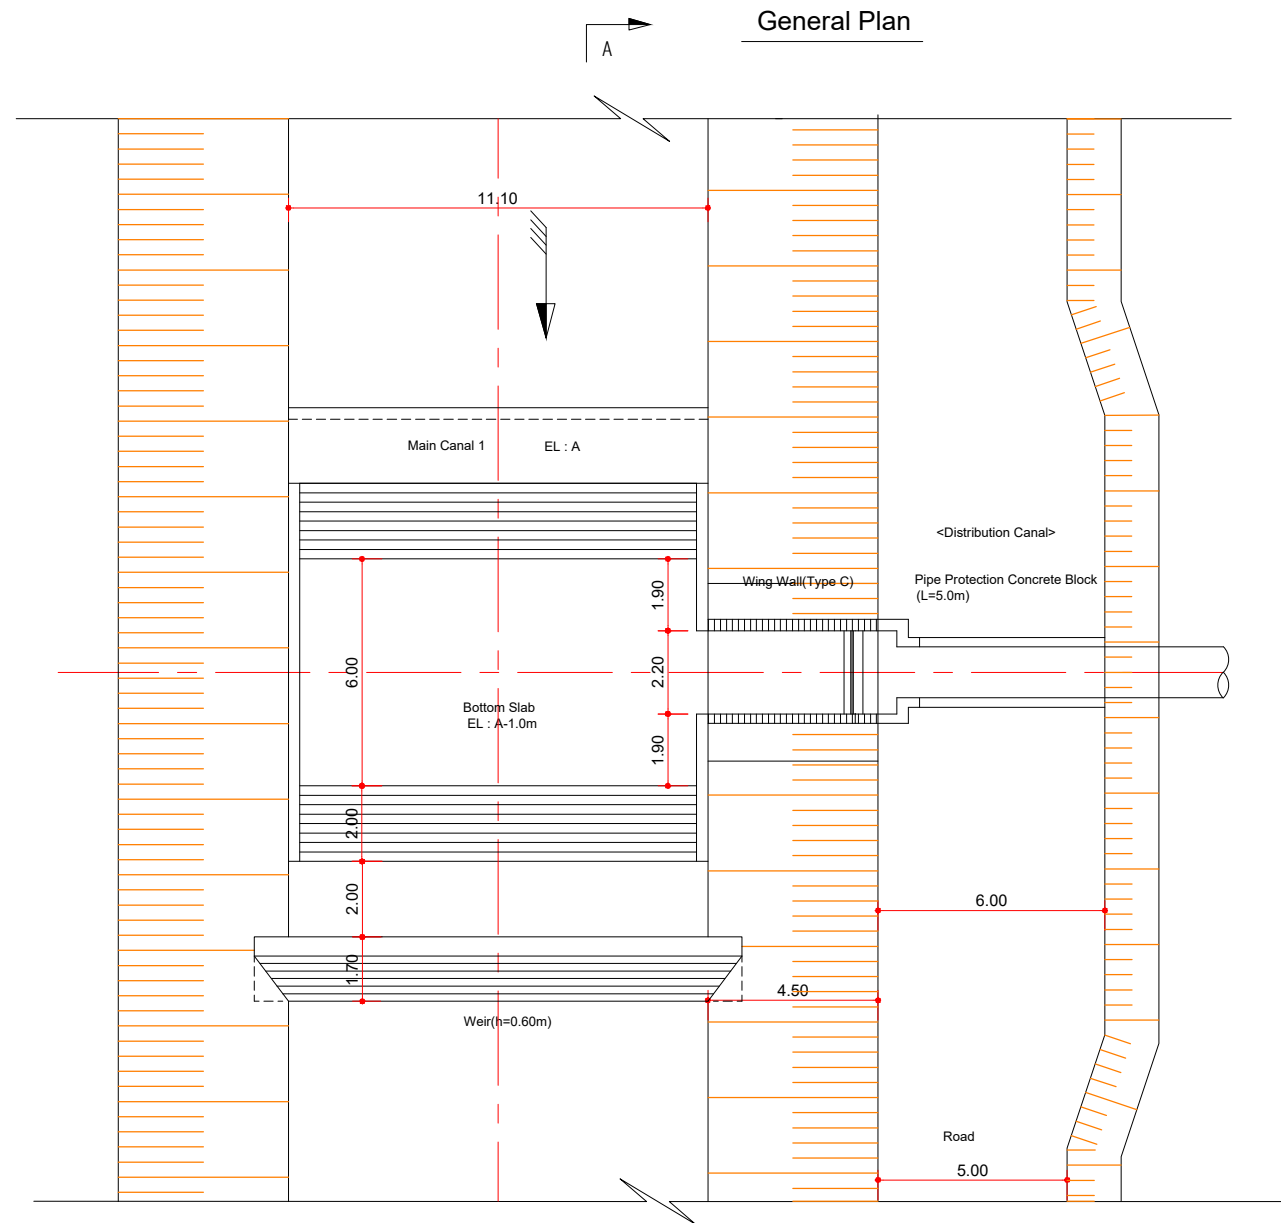 General Plan
A
11.10
Main Canal 1
EL : A
<Distribution Canal>
Wing Wall(Type C)
Pipe Protection Concrete Block
(L=5.0m)
1.90
6.00
2.20
Bottom Slab
EL : A-1.0m
1.90
2.00
2.00
6.00
1.70
4.50
Weir(h=0.60m)
Road
5.00